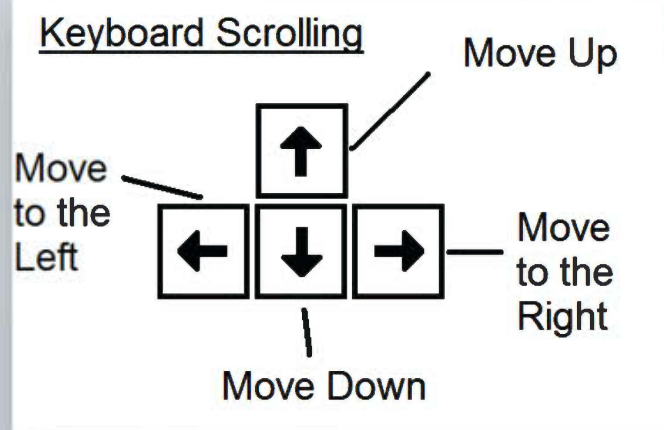 Keyboard Scrolling
Move Up
Move
to the
Left
Move
to the
Right
Move Down